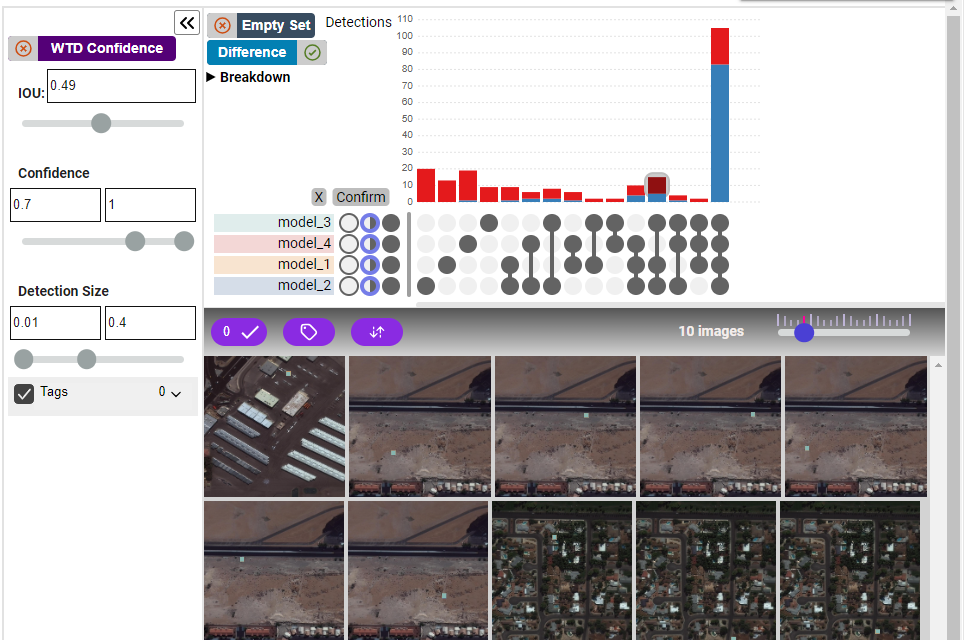 WTD Confidence
IOU:
0.49
Confidence
0.7
1
Detection Size
0.01
0.4
Tags
0
Empty Set
Difference
Breakdown
Detections
110
100
90
80
70
60
50
40
30
20
10
0
X
Confirm
model_3
model_4
model_1
model_2
0
10 images